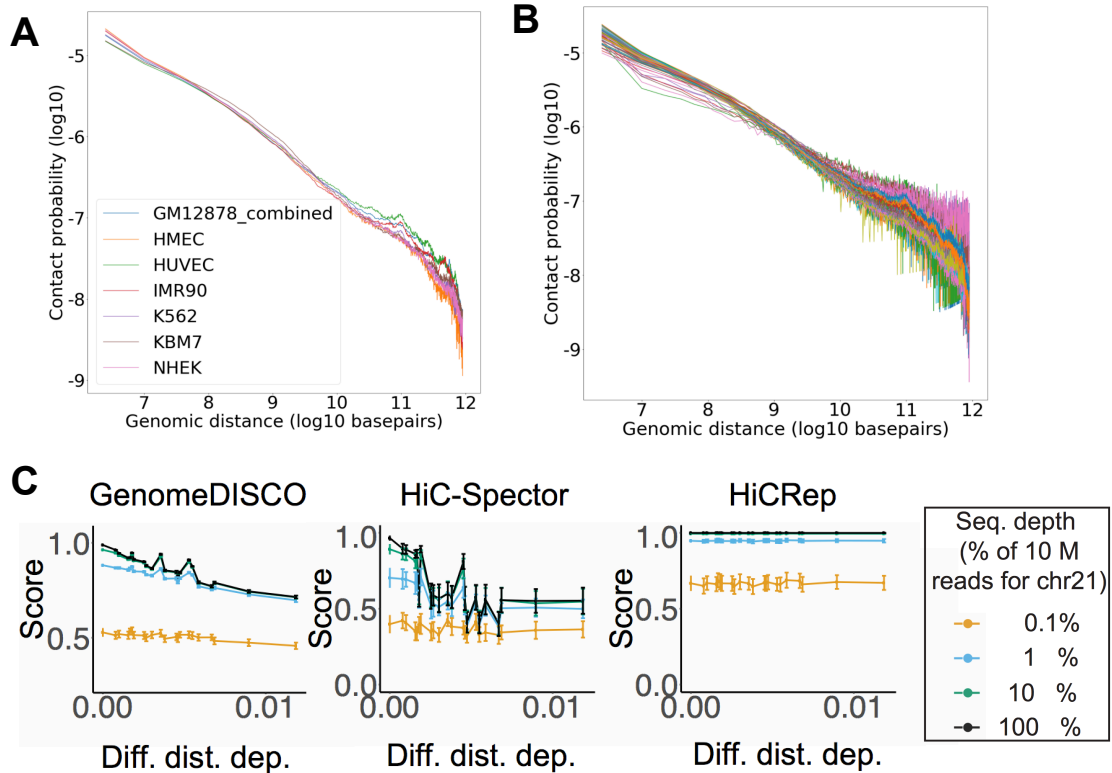 A
Contact probability (log10)
-5
-6
-7
-8
-9
GM12878_combined
HMEC
HUVEC
IMR90
K562
KBM7
NHEK
7 8 9 10 11 12
Genomic distance (log10 basepairs)
B
Contact probability (log10)
-5
-6
-7
-8
-9
7 8 9 10 11 12
Genomic distance (log10 basepairs)
C
GenomeDISCO
Score
1.0
0.5
0.0
0.00 0.01
Diff. dist. dep.
HiC-Spector
Score
1.0
0.5
0.0
0.00 0.01
Diff. dist. dep.
HiCRep
Score
1.0
0.5
0.0
0.00 0.01
Diff. dist. dep.
Seq. depth
(% of 10 M
reads for chr21)
0.1%
1 %
10 %
100 %